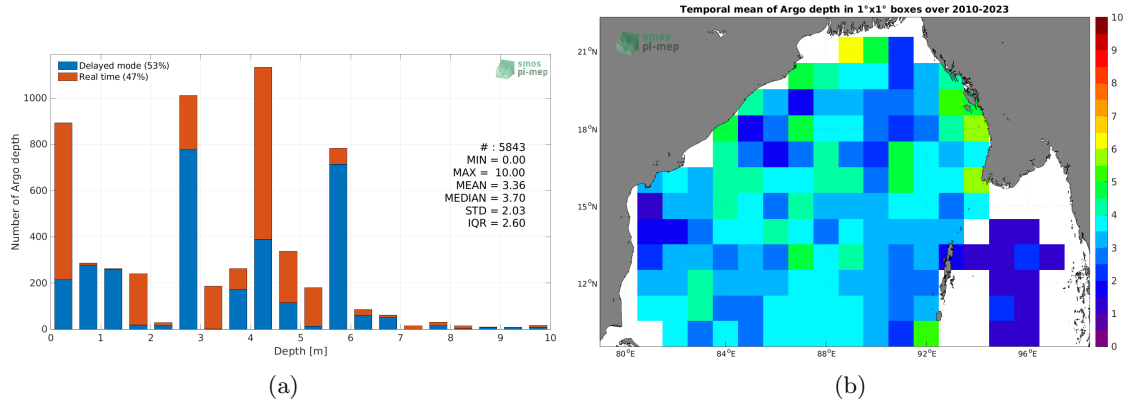 Delayed mode (53%)
Real time (47%)
smos
pi-mep
Number of Argo depth
1000
800
600
400
200
0
# : 5843
MIN = 0.00
MAX = 10.00
MEAN = 3.36
MEDIAN = 3.70
STD = 2.03
IQR = 2.60
0 1 2 3 4 5 6 7 8 9 10
Depth [m]
(a)
Temporal mean of Argo depth in 1°x1° boxes over 2010-2023
smos
pi-mep
21°N
18°N
15°N
12°N
80°E 84°E 88°E 92°E 96°E
10
9
8
7
6
5
4
3
2
1
0
(b)